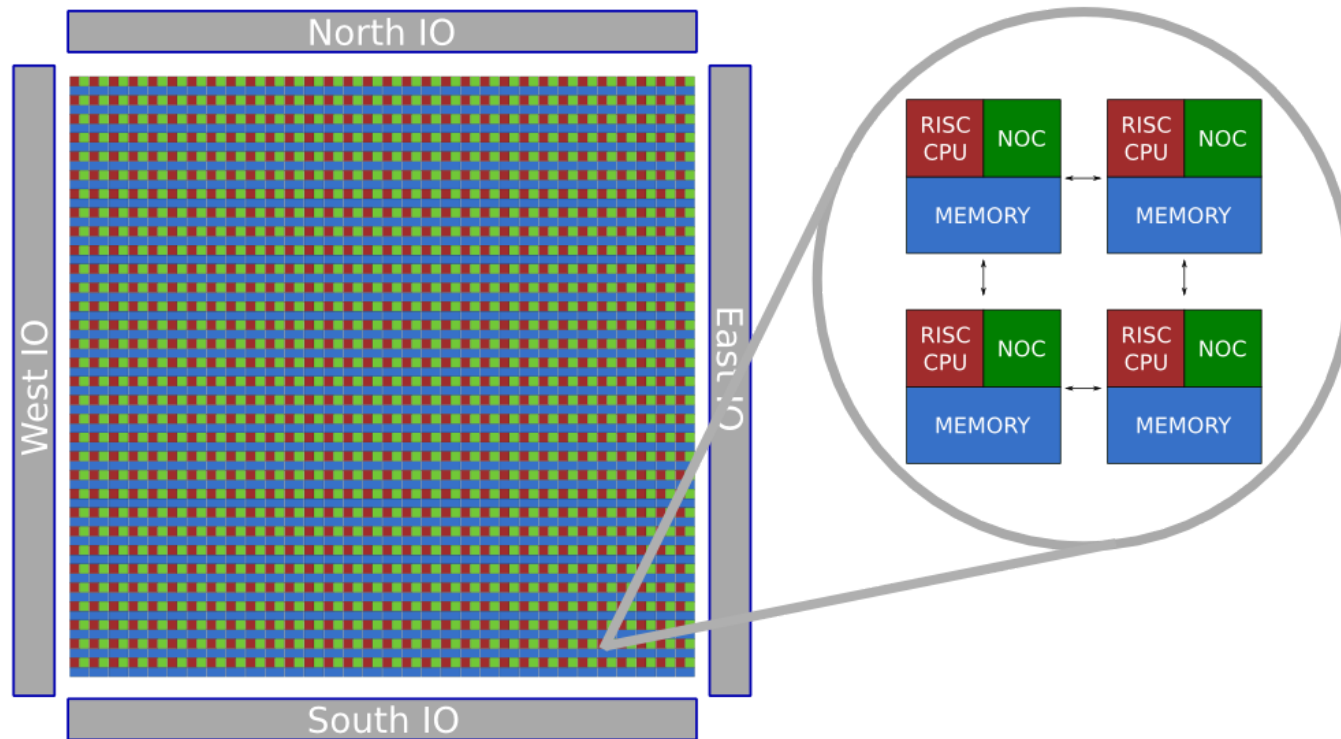 North IO
West IO
East IO
South IO
RISC
CPU
NOC
MEMORY
RISC
CPU
NOC
MEMORY
RISC
CPU
NOC
MEMORY
RISC
CPU
NOC
MEMORY